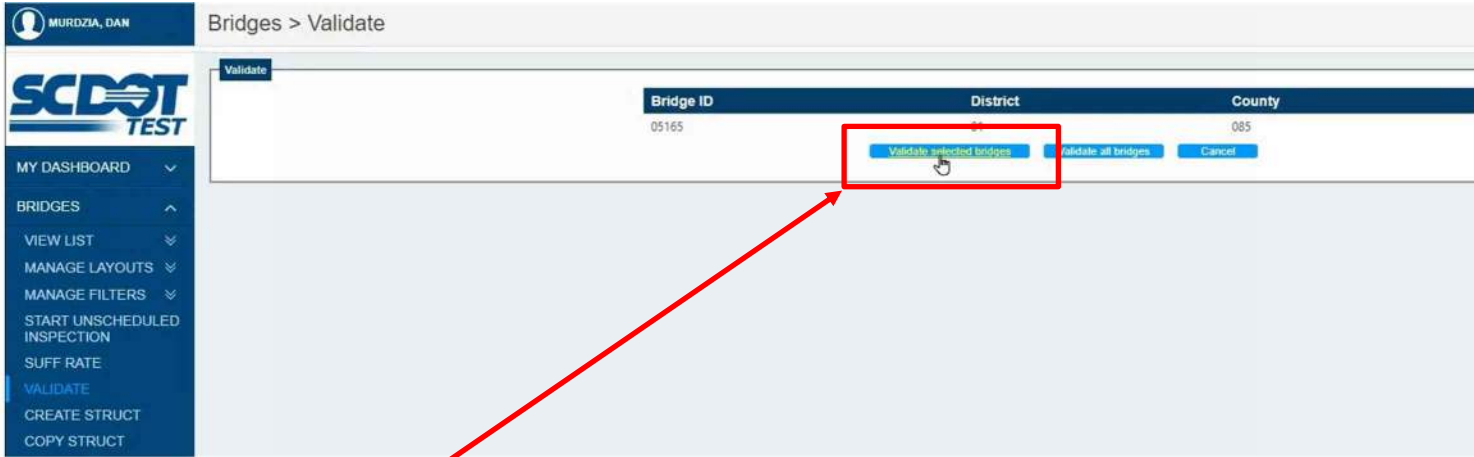 MURDZIA, DAN
Bridges > Validate
SCDOT
TEST
Validate
Bridge ID District County
05165 085
Validate selected bridges Validate all bridges Cancel
MY DASHBOARD
BRIDGES
VIEW LIST
MANAGE LAYOUTS
MANAGE FILTERS
START UNSCHEDULED
INSPECTION
SUFF RATE
VALIDATE
CREATE STRUCT
COPY STRUCT